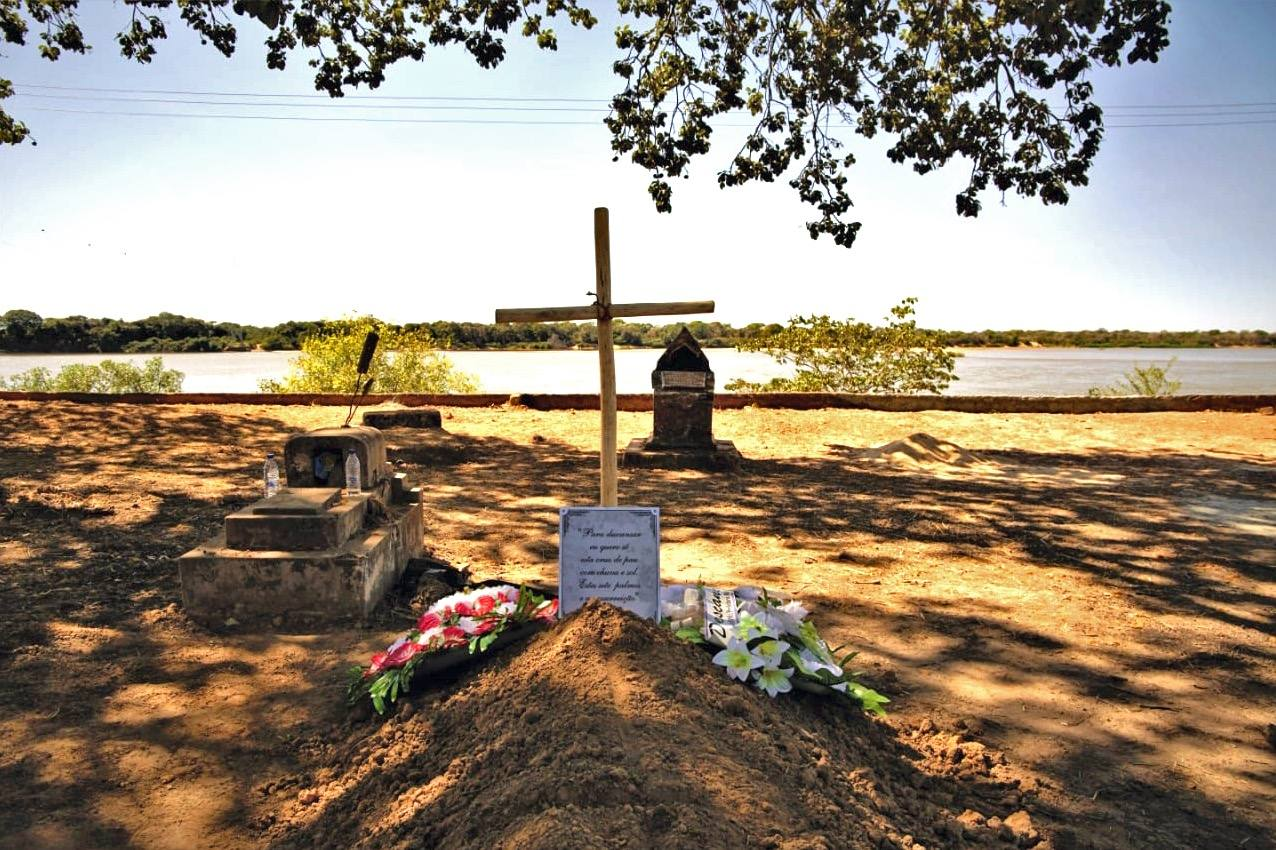 "Para descansar
eu quero só
esta cruz de pau
com chuva e sol.
Estes sete palmos
e a ressurreição."